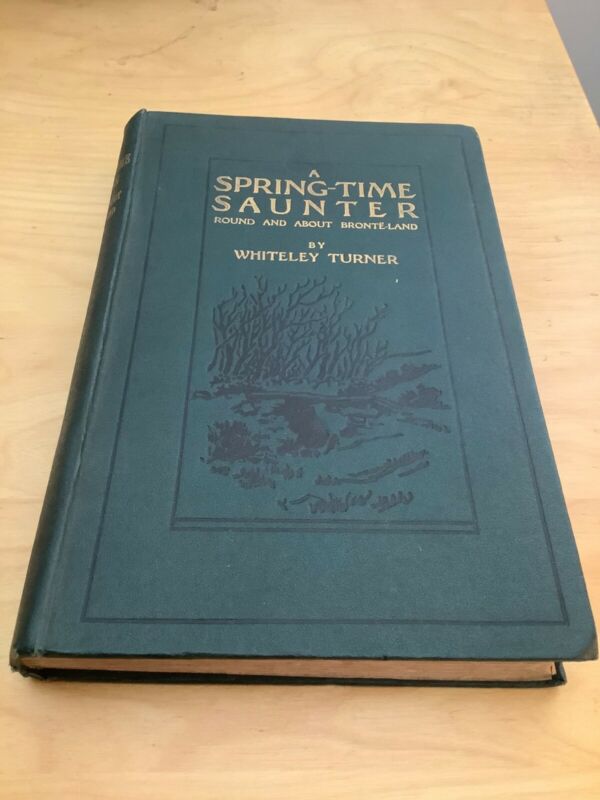 A
SPRING-TIME
SAUNTER
ROUND AND ABOUT BRONTË-LAND
BY
WHITELEY TURNER